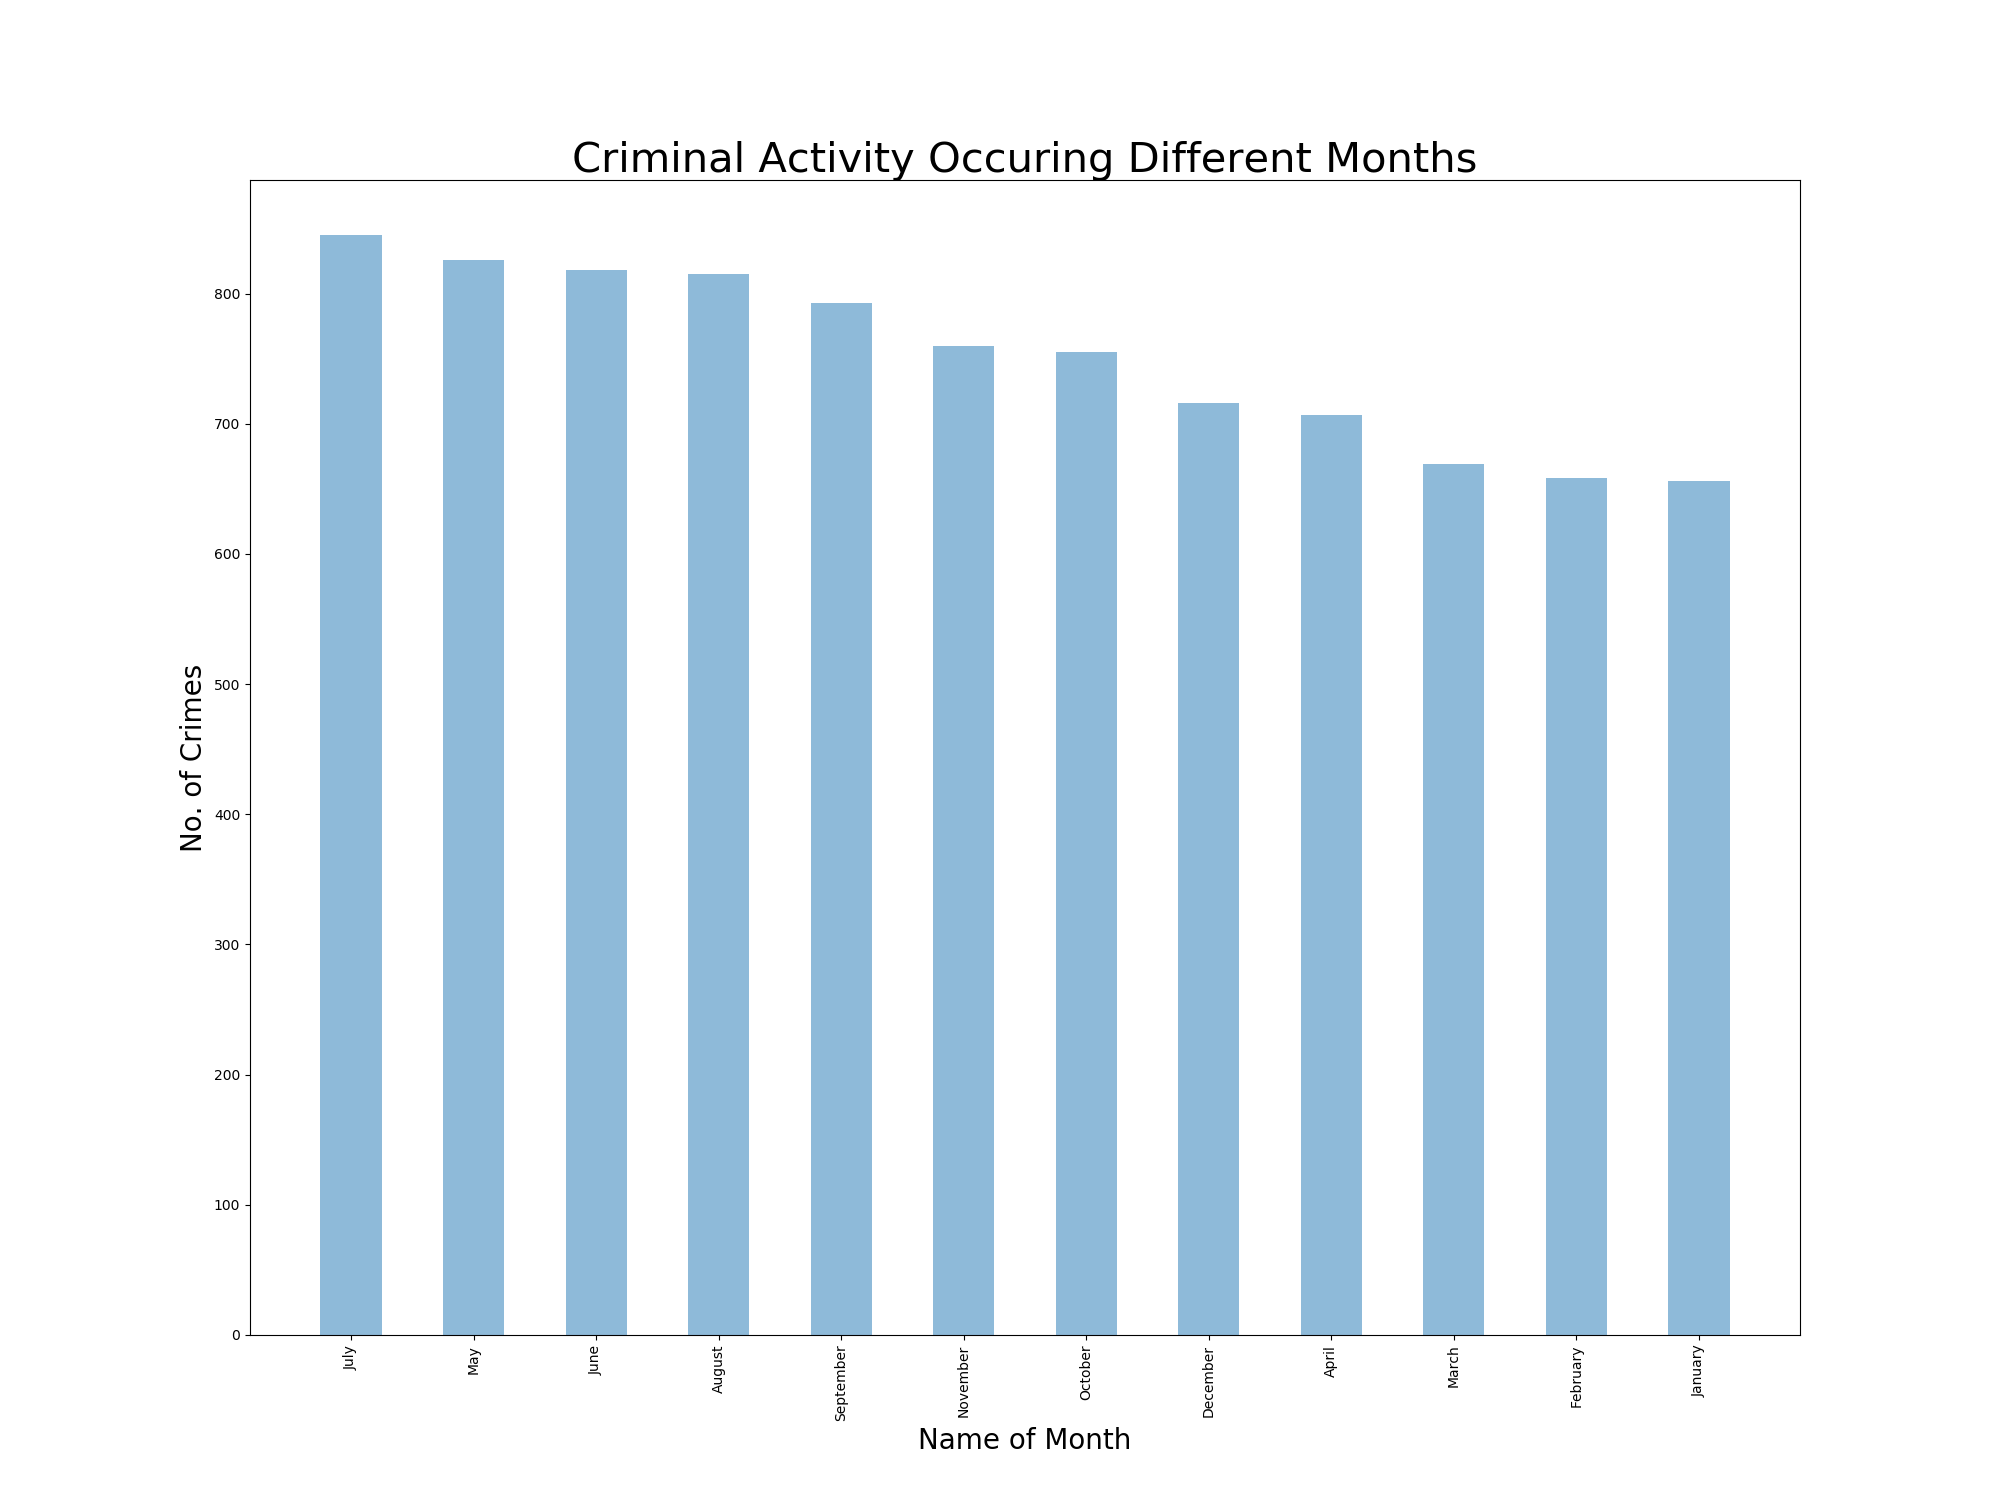 Criminal Activity Occuring Different Months
No. of Crimes
800
700
600
500
400
300
200
100
0
July
May
June
August
September
November
October
December
April
March
February
January
Name of Month